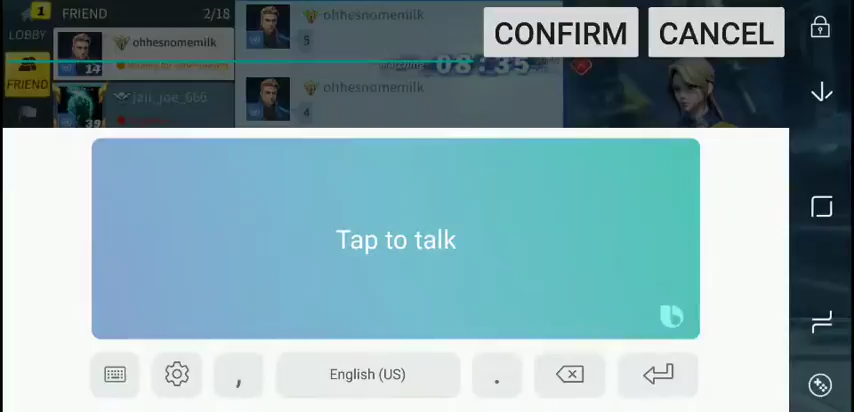 1
FRIEND 2/18
LOBBY
ohhesnomemilk
14
FRIEND
jaii_joe_666
39
ohhesnomemilk
5
08:35
ohhesnomemilk
4
CONFIRM CANCEL
Tap to talk
, English (US) .